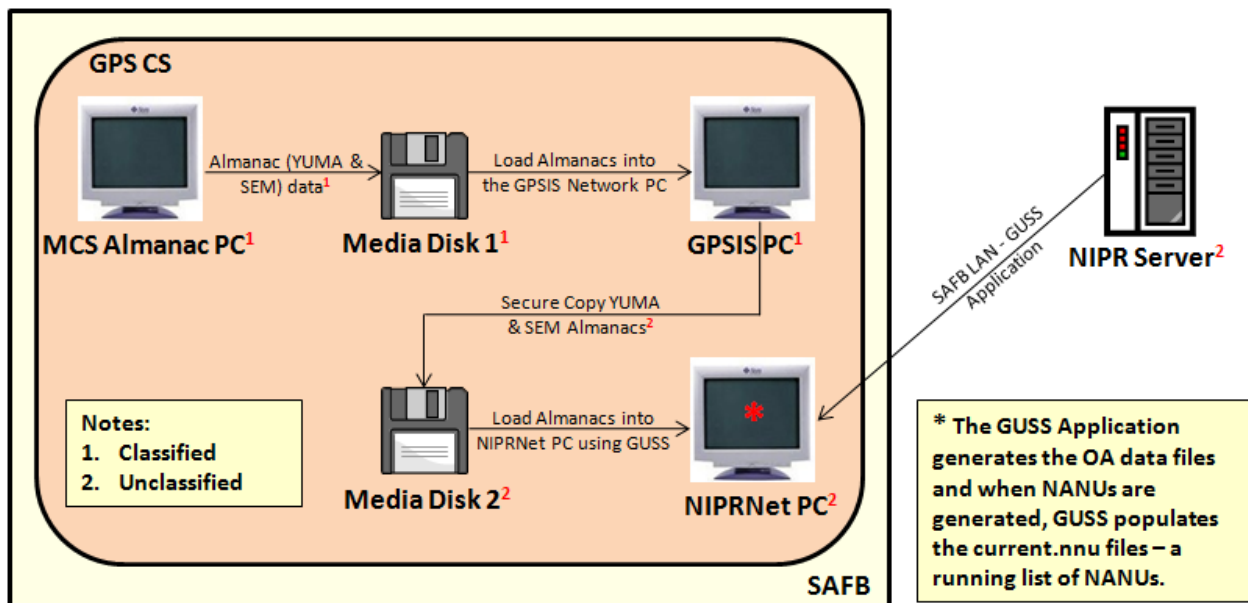 GPS CS
Almanac (YUMA &
SEM) data1
Load Almanacs into
the GPSIS Network PC
MCS Almanac PC1
Media Disk 11
GPSIS PC1
NIPR Server2
SAFB LAN - GUSS
Application
Secure Copy YUMA
& SEM Almanacs2
Notes:
1. Classified
2. Unclassified
Load Almanacs into
NIPRNet PC using GUSS
*
Media Disk 22
NIPRNet PC2
* The GUSS Application
generates the OA data files
and when NANUs are
generated, GUSS populates
the current.nnu files – a
running list of NANUs.
SAFB